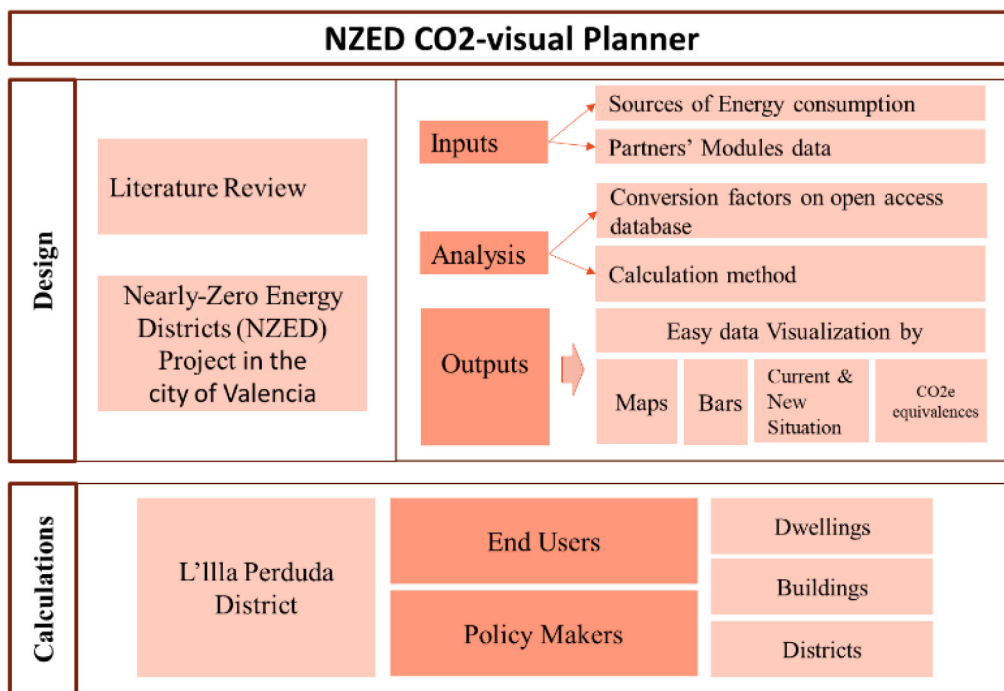 NZED CO2-visual Planner
Design
Literature Review
Nearly-Zero Energy
Districts (NZED)
Project in the
city of Valencia
Inputs
Sources of Energy consumption
Partners' Modules data
Analysis
Conversion factors on open access
database
Calculation method
Outputs
Easy data Visualization by
Maps
Bars
Current &
New
Situation
CO2e
equivalences
Calculations
L'Illa Perduda
District
End Users
Policy Makers
Dwellings
Buildings
Districts